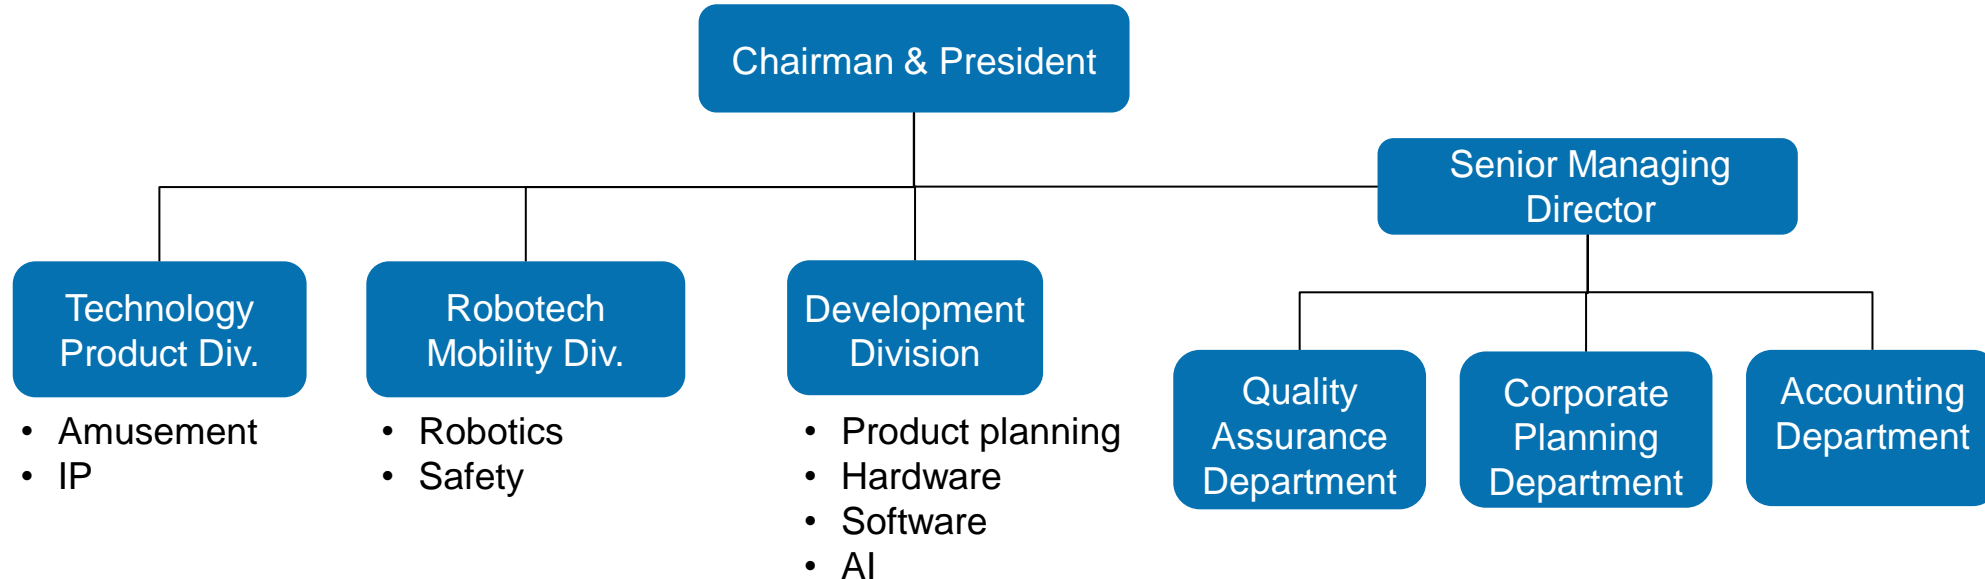 Chairman & President
Senior Managing
Director
Technology
Product Div.
• Amusement
• IP
Robotech
Mobility Div.
• Robotics
• Safety
Development
Division
• Product planning
• Hardware
• Software
• AI
Quality
Assurance
Department
Corporate
Planning
Department
Accounting
Department